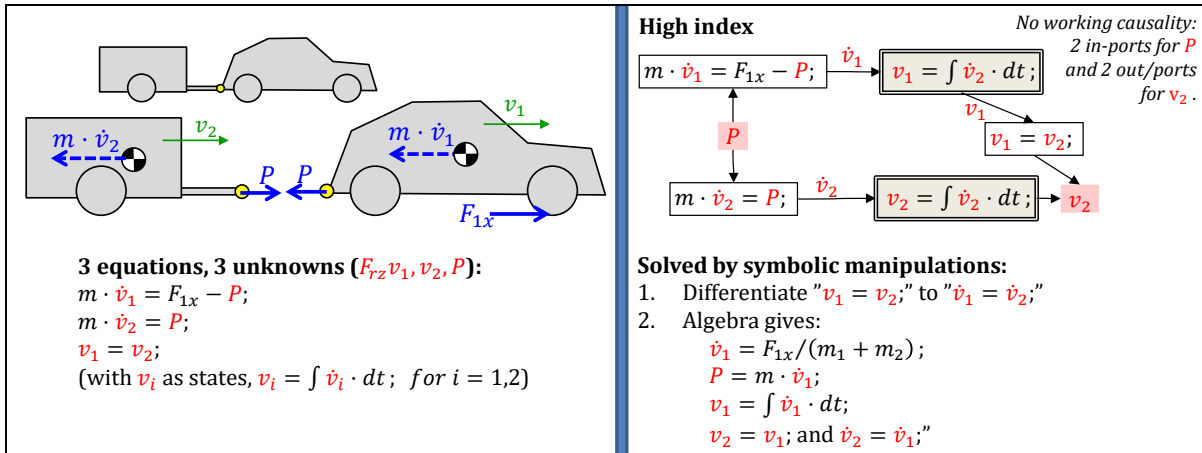 v₂
v₁
m · v̇₂
m · v̇₁
P
P
F₁ₓ
3 equations, 3 unknowns (F_rz v₁, v₂, P):
m · v̇₁ = F₁ₓ − P;
m · v̇₂ = P;
v₁ = v₂;
(with vᵢ as states, vᵢ = ∫ v̇ᵢ · dt ; for i = 1,2)
High index
No working causality:
2 in-ports for P
and 2 out/ports
for v₂ .
m · v̇₁ = F₁ₓ − P;
v̇₁
v₁ = ∫ v̇₂ · dt ;
v₁
P
v₁ = v₂;
m · v̇₂ = P;
v̇₂
v₂ = ∫ v̇₂ · dt ;
v₂
Solved by symbolic manipulations:
1. Differentiate ”v₁ = v₂;” to ”v̇₁ = v̇₂;”
2. Algebra gives:
v̇₁ = F₁ₓ/(m₁ + m₂) ;
P = m · v̇₁;
v₁ = ∫ v̇₁ · dt;
v₂ = v₁; and v̇₂ = v̇₁;”